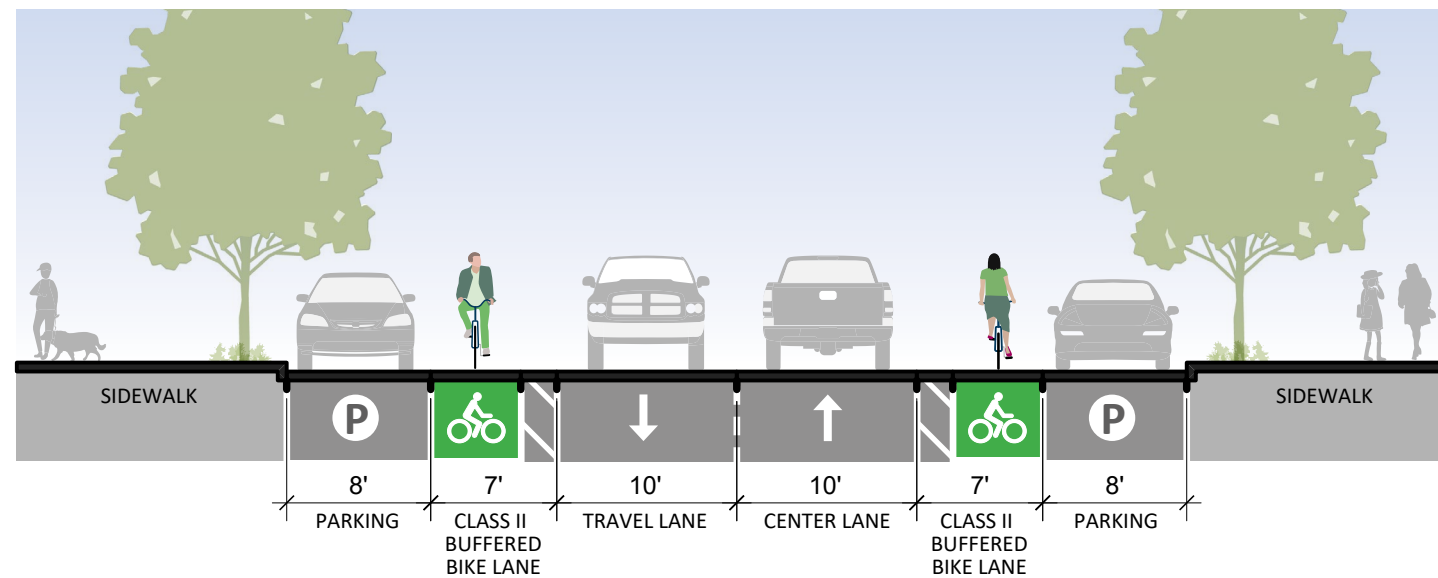 SIDEWALK
SIDEWALK
P
P
8'
7'
10'
10'
7'
8'
PARKING
CLASS II
BUFFERED
BIKE LANE
TRAVEL LANE
CENTER LANE
CLASS II
BUFFERED
BIKE LANE
PARKING